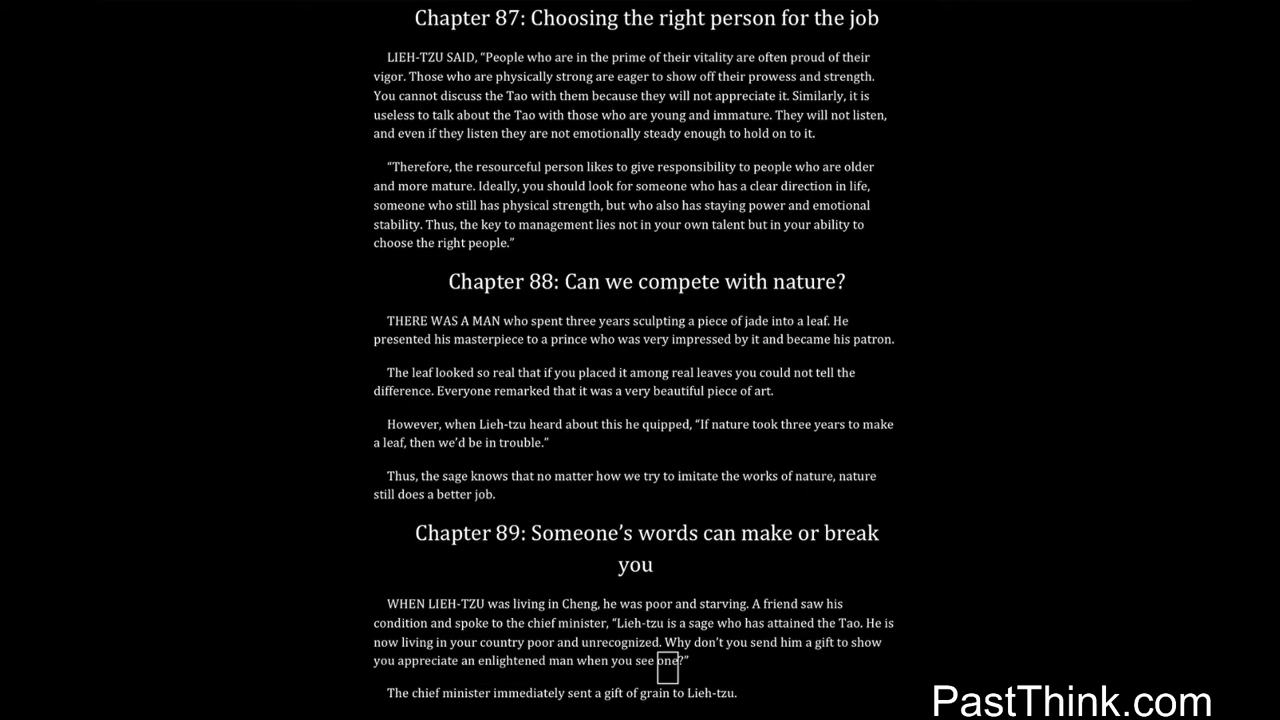 Chapter 87: Choosing the right person for the job
LIEH-TZU SAID, “People who are in the prime of their vitality are often proud of their
vigor. Those who are physically strong are eager to show off their prowess and strength.
You cannot discuss the Tao with them because they will not appreciate it. Similarly, it is
useless to talk about the Tao with those who are young and immature. They will not listen,
and even if they listen they are not emotionally steady enough to hold on to it.
“Therefore, the resourceful person likes to give responsibility to people who are older
and more mature. Ideally, you should look for someone who has a clear direction in life,
someone who still has physical strength, but who also has staying power and emotional
stability. Thus, the key to management lies not in your own talent but in your ability to
choose the right people.”
Chapter 88: Can we compete with nature?
THERE WAS A MAN who spent three years sculpting a piece of jade into a leaf. He
presented his masterpiece to a prince who was very impressed by it and became his patron.
The leaf looked so real that if you placed it among real leaves you could not tell the
difference. Everyone remarked that it was a very beautiful piece of art.
However, when Lieh-tzu heard about this he quipped, “If nature took three years to make
a leaf, then we’d be in trouble.”
Thus, the sage knows that no matter how we try to imitate the works of nature, nature
still does a better job.
Chapter 89: Someone’s words can make or break
you
WHEN LIEH-TZU was living in Cheng, he was poor and starving. A friend saw his
condition and spoke to the chief minister, “Lieh-tzu is a sage who has attained the Tao. He is
now living in your country poor and unrecognized. Why don’t you send him a gift to show
you appreciate an enlightened man when you see one?”
The chief minister immediately sent a gift of grain to Lieh-tzu.
PastThink.com